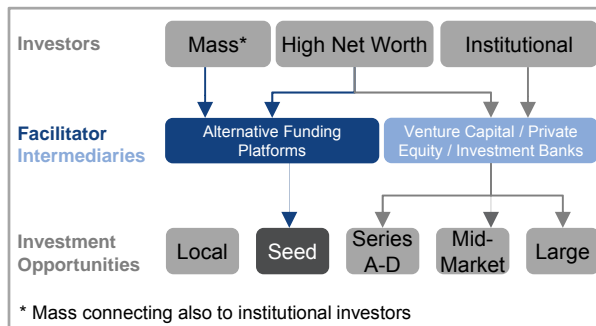 Investors
Mass*
High Net Worth
Institutional
Facilitator
Intermediaries
Alternative Funding
Platforms
Venture Capital / Private
Equity / Investment Banks
Investment
Opportunities
Local
Seed
Series
A-D
Mid-
Market
Large
* Mass connecting also to institutional investors